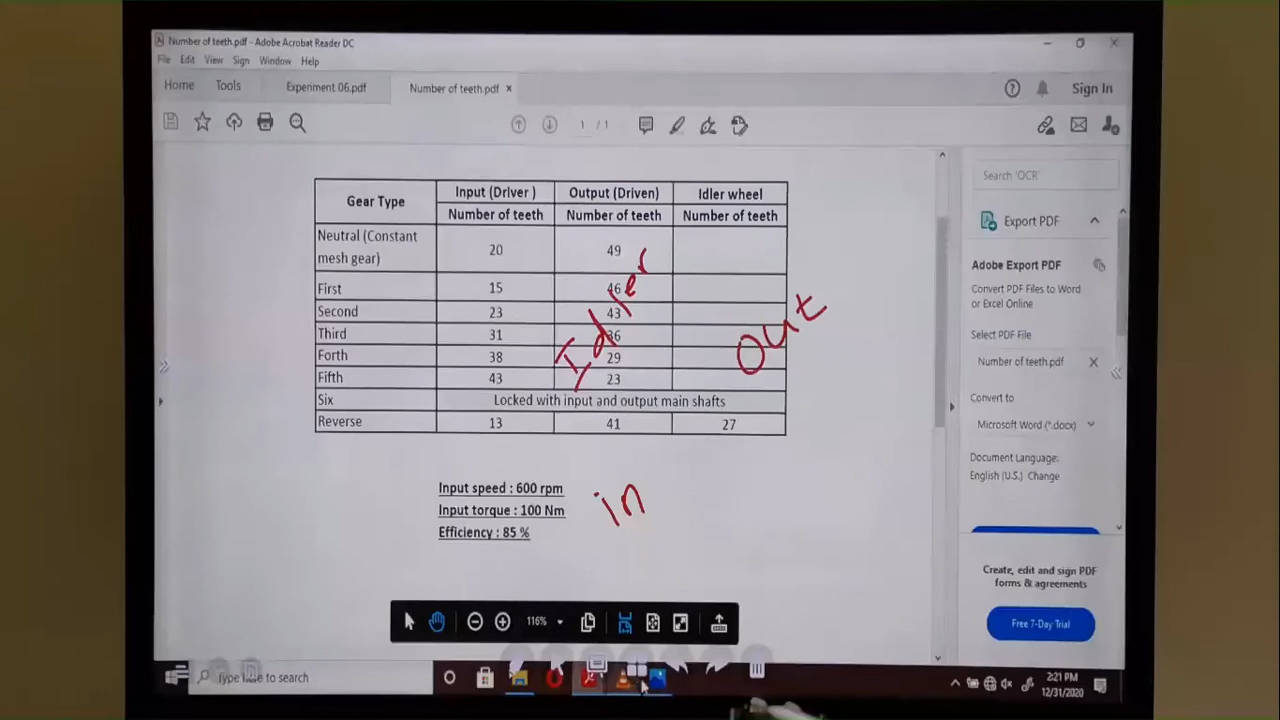 Number of teeth.pdf - Adobe Acrobat Reader DC
File Edit View Sign Window Help
Home Tools Experiment 06.pdf Number of teeth.pdf ×
Sign In
1 / 1
Search 'OCR'
Export PDF
Adobe Export PDF
Convert PDF Files to Word
or Excel Online
Select PDF File
Number of teeth.pdf X
Convert to
Microsoft Word (*.docx)
Document Language:
English (U.S.) Change
Create, edit and sign PDF
forms & agreements
Free 7-Day Trial
Gear Type Input (Driver ) Output (Driven) Idler wheel
Number of teeth Number of teeth Number of teeth
Neutral (Constant
mesh gear) 20 49
First 15 46
Second 23 43
Third 31 36
Forth 38 29
Fifth 43 23
Six Locked with input and output main shafts
Reverse 13 41 27
Idler
out
Input speed : 600 rpm
Input torque : 100 Nm
Efficiency : 85 %
in
116%
Type here to search
2:21 PM
12/31/2020